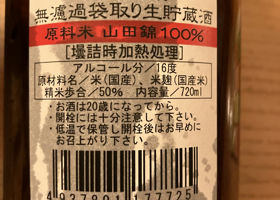 無濾過袋取り生貯蔵酒
原料米 山田錦100%
[壜詰時加熱処理]
アルコール分/16度
原材料名/米(国産)、米麹(国産米)
精米歩合/50% 内容量/720ml
お酒は20歳になってから。
・開栓には十分注意して下さい。
・低温で保管し開栓後はお早めに
お召上がり下さい。
4937801177725